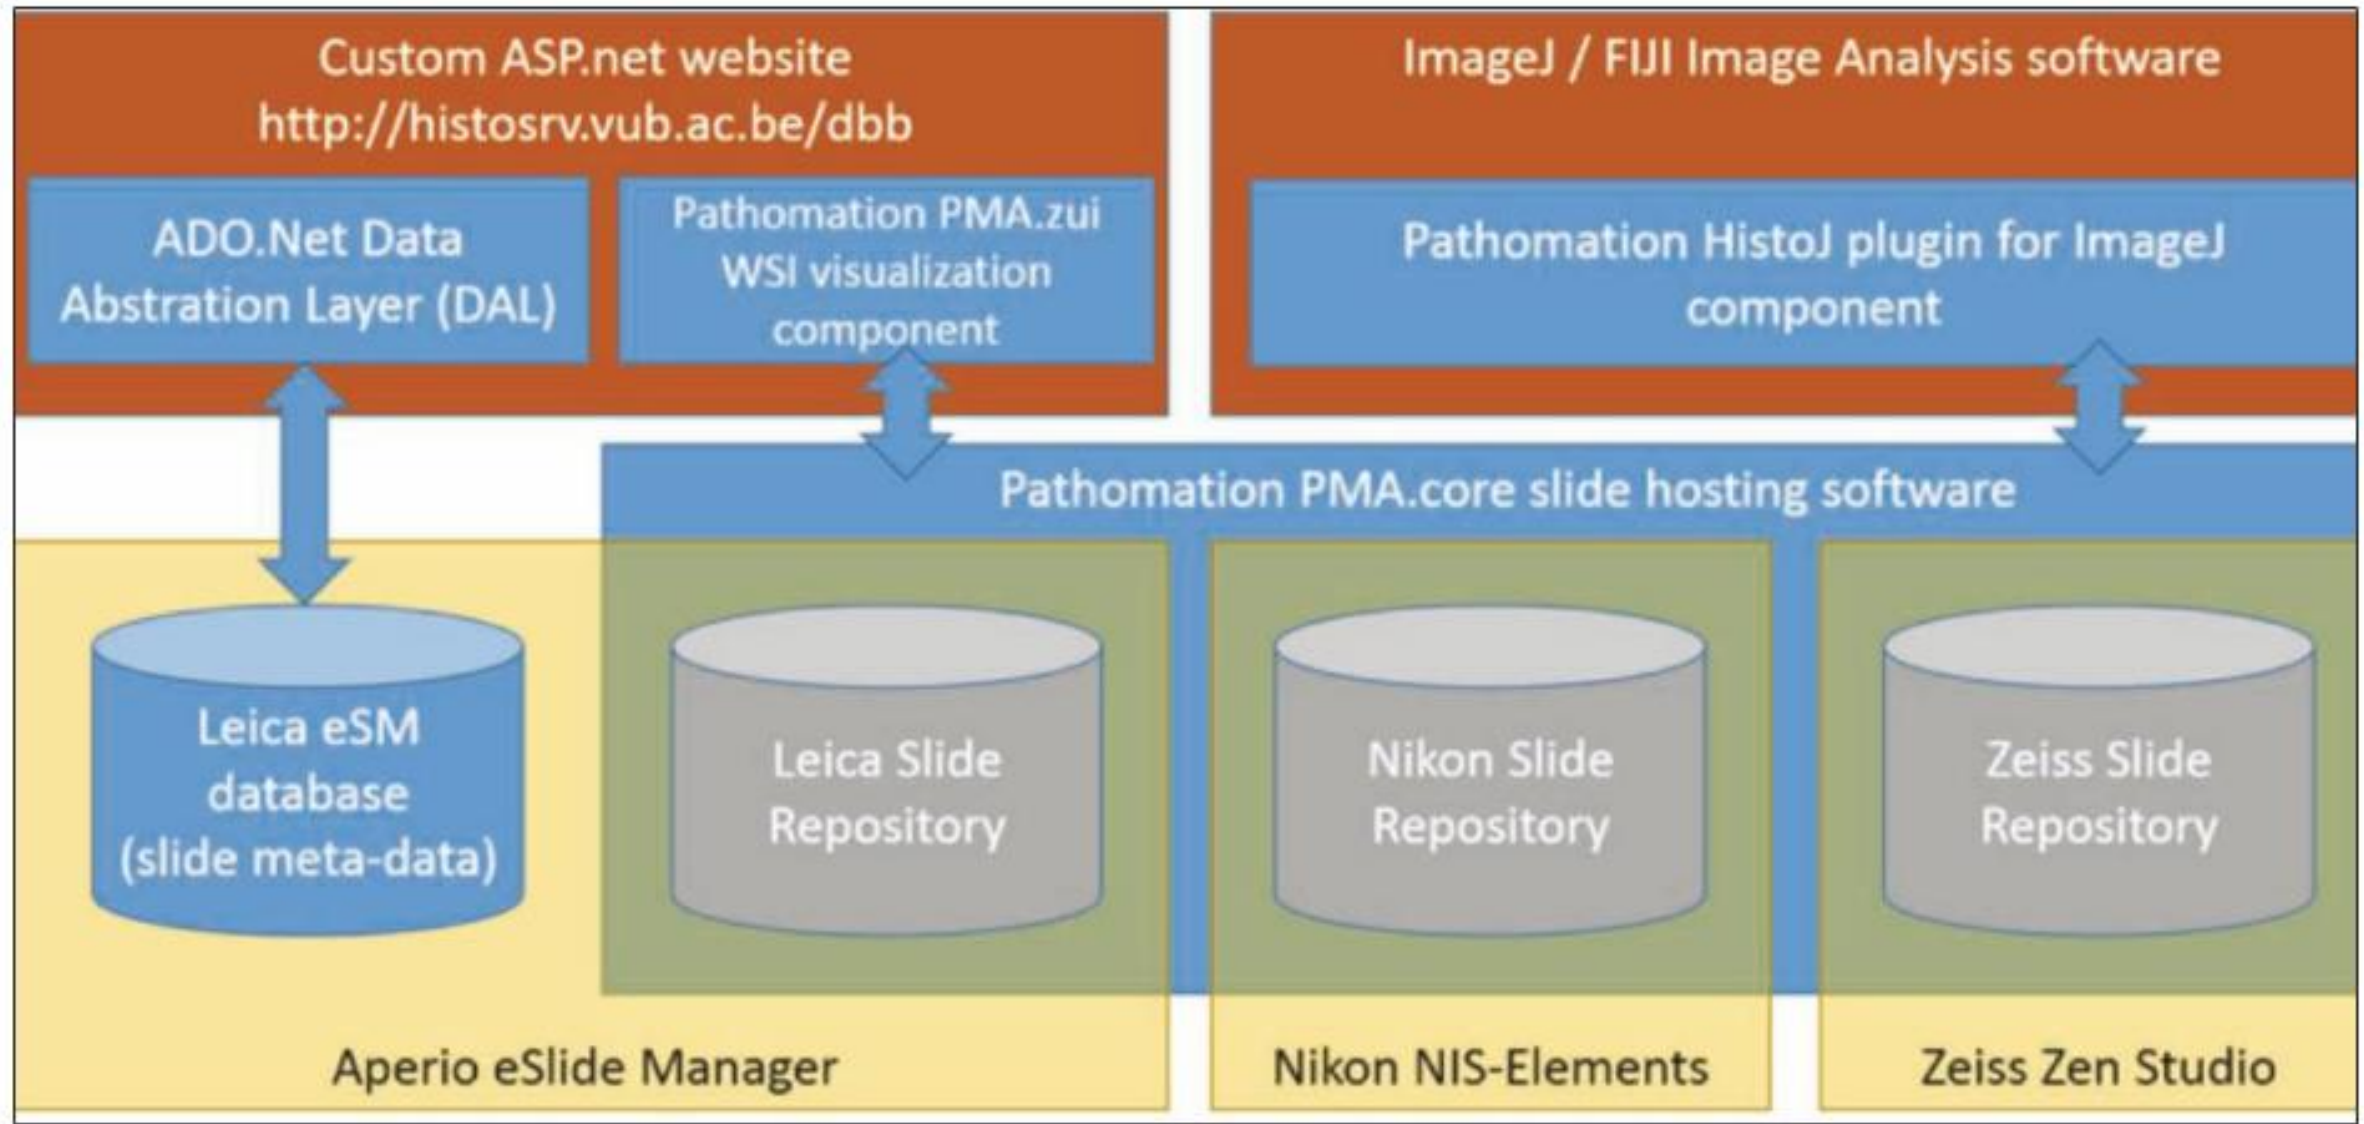 Custom ASP.net website
http://histosrv.vub.ac.be/dbb
ImageJ / FIJI Image Analysis software
ADO.Net Data
Abstration Layer (DAL)
Pathomation PMA.zui
WSI visualization
component
Pathomation HistoJ plugin for ImageJ
component
Pathomation PMA.core slide hosting software
Leica eSM
database
(slide meta-data)
Leica Slide
Repository
Nikon Slide
Repository
Zeiss Slide
Repository
Aperio eSlide Manager
Nikon NIS-Elements
Zeiss Zen Studio